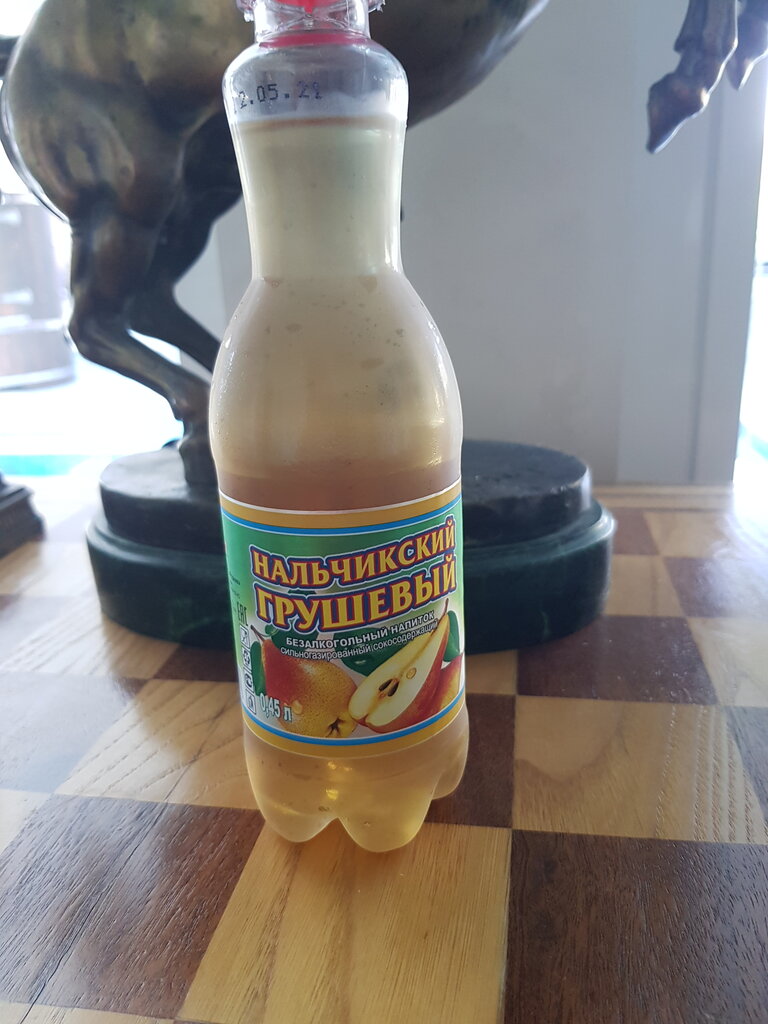 2.05.21
НАЛЬЧИКСКИЙ
ГРУШЕВЫЙ
БЕЗАЛКОГОЛЬНЫЙ НАПИТОК
сильногазированный сокосодержащий
0,45 л